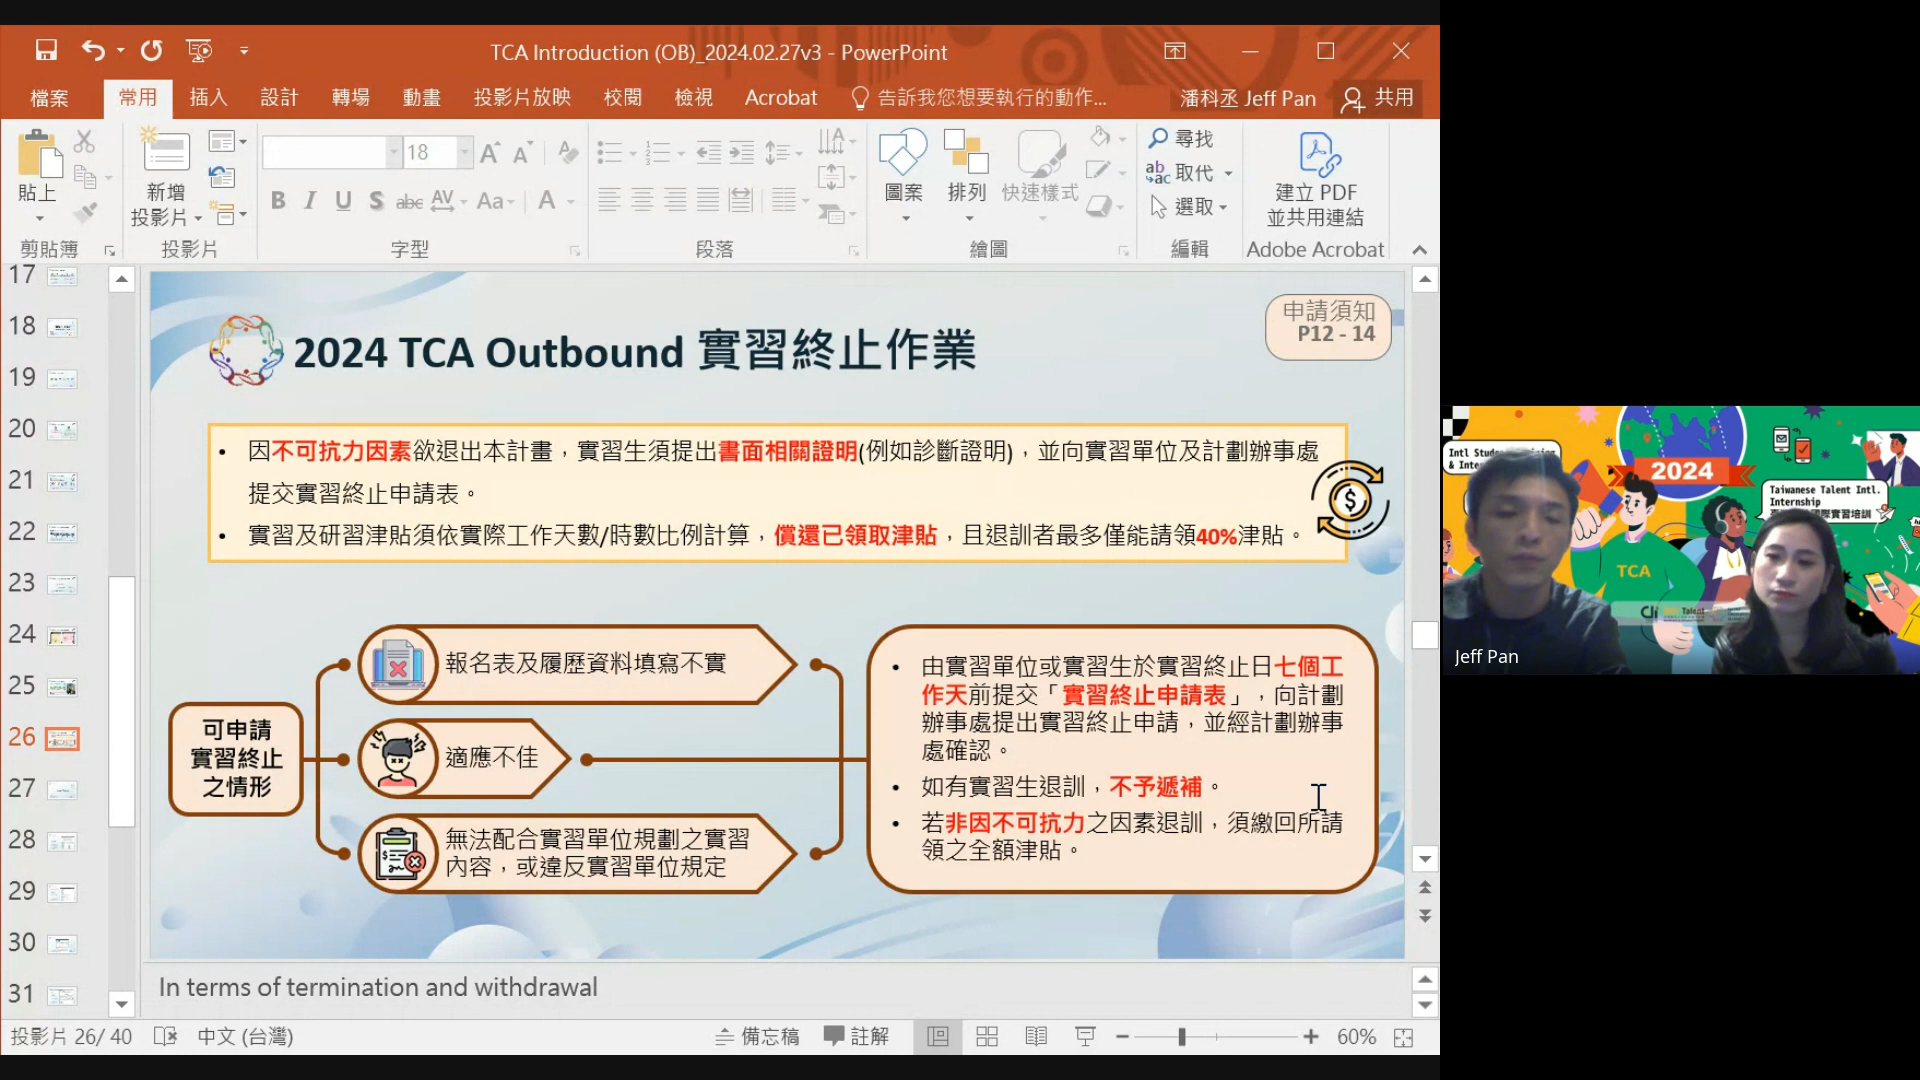 TCA Introduction (OB)_2024.02.27v3 - PowerPoint
檔案 常用 插入 設計 轉場 動畫 投影片放映 校閱 檢視 Acrobat 告訴我您想要執行的動作... 潘科丞 Jeff Pan 共用
貼上
剪貼簿
新增
投影片
投影片
18
B I U S abc AV Aa A
字型
段落
圖案 排列 快速樣式
繪圖
尋找
取代
選取
編輯
建立 PDF
並共用連結
Adobe Acrobat
17
18
19
20
21
22
23
24
25
26
27
28
29
30
31
申請須知
P12 - 14
2024 TCA Outbound 實習終止作業
• 因不可抗力因素欲退出本計畫，實習生須提出書面相關證明(例如診斷證明)，並向實習單位及計劃辦事處
提交實習終止申請表。
• 實習及研習津貼須依實際工作天數/時數比例計算，償還已領取津貼，且退訓者最多僅能請領40%津貼。
可申請
實習終止
之情形
報名表及履歷資料填寫不實
適應不佳
無法配合實習單位規劃之實習
內容，或違反實習單位規定
• 由實習單位或實習生於實習終止日七個工
作天前提交「實習終止申請表」，向計劃
辦事處提出實習終止申請，並經計劃辦事
處確認。
• 如有實習生退訓，不予遞補。
• 若非因不可抗力之因素退訓，須繳回所請
領之全額津貼。
In terms of termination and withdrawal
投影片 26/ 40 中文 (台灣) 備忘稿 註解 60%
2024
Taiwanese Talent Intl.
Internship
TCA
Jeff Pan